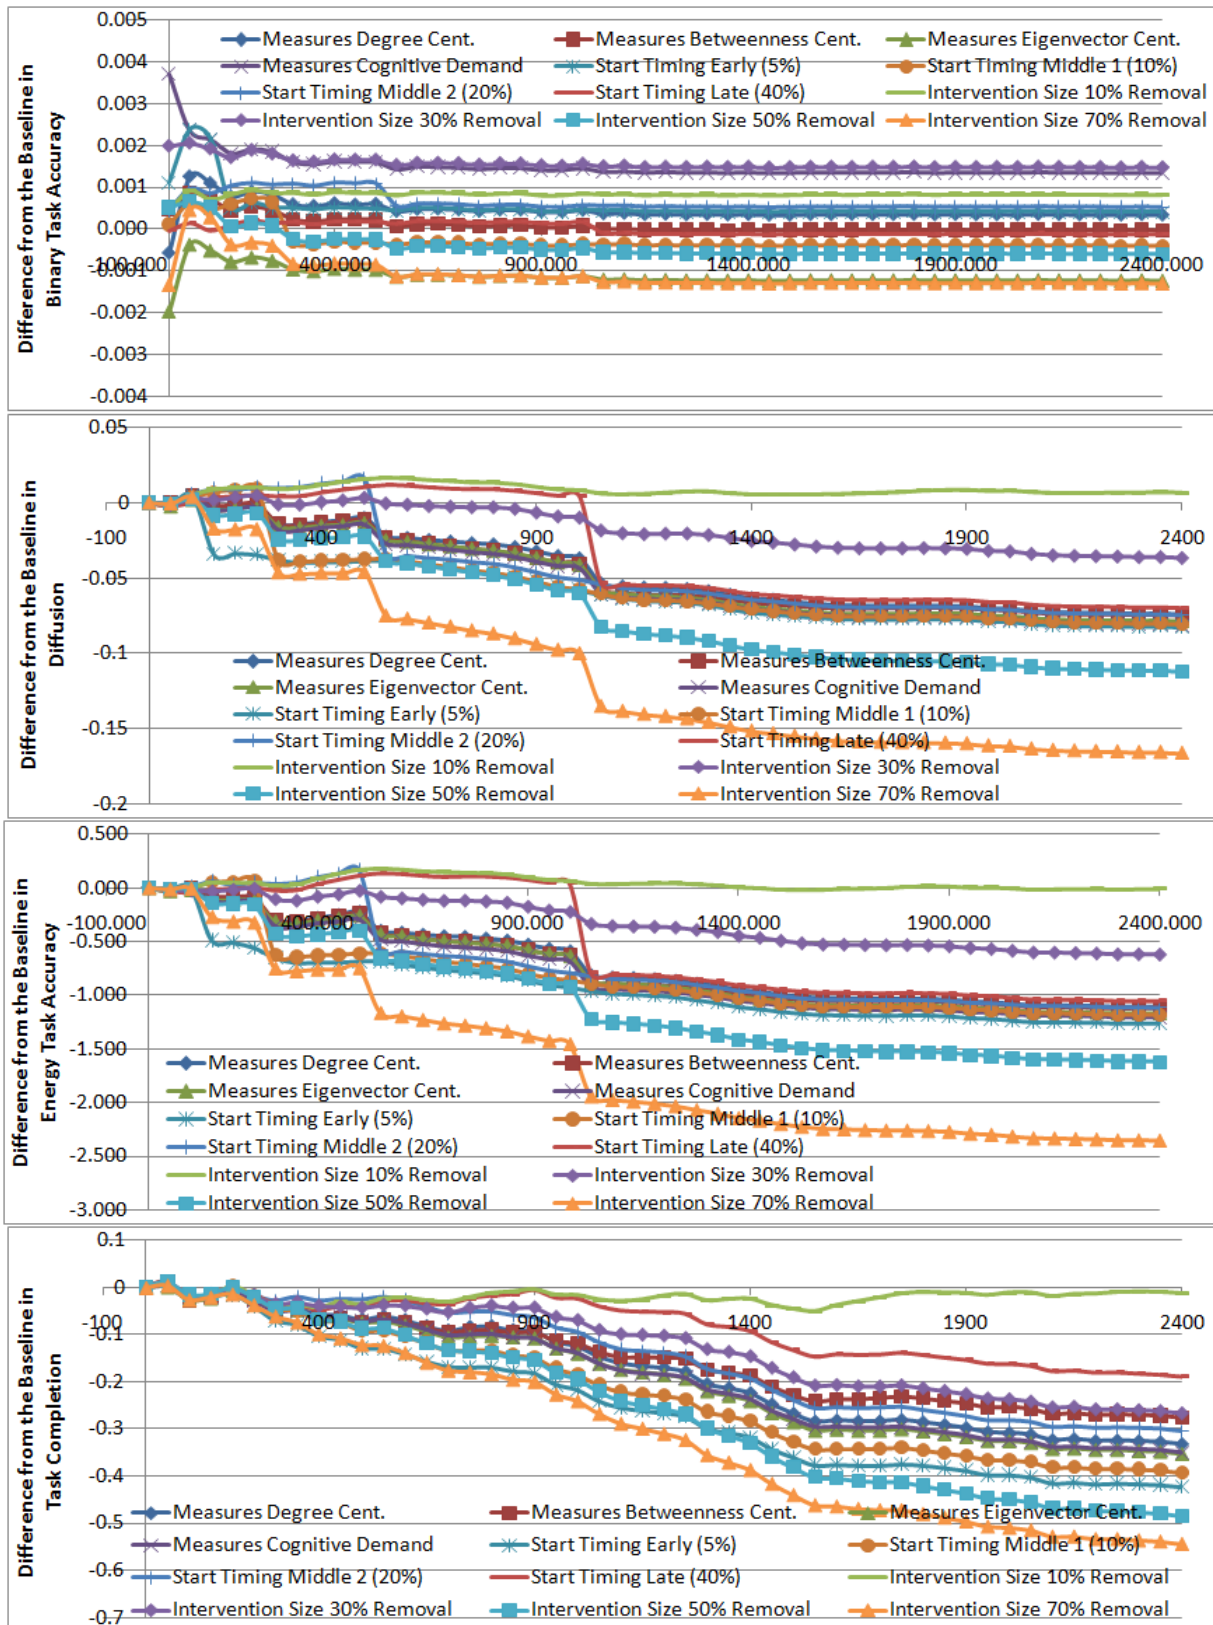 0.005
0.004
0.003
0.002
0.001
0.000
-0.001
-0.002
-0.003
-0.004
Difference from the Baseline in
Binary Task Accuracy
Measures Degree Cent. Measures Betweenness Cent. Measures Eigenvector Cent.
Measures Cognitive Demand Start Timing Early (5%) Start Timing Middle 1 (10%)
Start Timing Middle 2 (20%) Start Timing Late (40%) Intervention Size 10% Removal
Intervention Size 30% Removal Intervention Size 50% Removal Intervention Size 70% Removal
-100.000 400.000 900.000 1400.000 1900.000 2400.000
0.05
0
-0.05
-0.1
-0.15
-0.2
Difference from the Baseline in
Diffusion
-100 400 900 1400 1900 2400
Measures Degree Cent. Measures Betweenness Cent.
Measures Eigenvector Cent. Measures Cognitive Demand
Start Timing Early (5%) Start Timing Middle 1 (10%)
Start Timing Middle 2 (20%) Start Timing Late (40%)
Intervention Size 10% Removal Intervention Size 30% Removal
Intervention Size 50% Removal Intervention Size 70% Removal
0.500
0.000
-0.500
-1.000
-1.500
-2.000
-2.500
-3.000
Difference from the Baseline in
Energy Task Accuracy
-100.000 400.000 900.000 1400.000 1900.000 2400.000
Measures Degree Cent. Measures Betweenness Cent.
Measures Eigenvector Cent. Measures Cognitive Demand
Start Timing Early (5%) Start Timing Middle 1 (10%)
Start Timing Middle 2 (20%) Start Timing Late (40%)
Intervention Size 10% Removal Intervention Size 30% Removal
Intervention Size 50% Removal Intervention Size 70% Removal
0.1
0
-0.1
-0.2
-0.3
-0.4
-0.5
-0.6
-0.7
Difference from the Baseline in
Task Completion
-100 400 900 1400 1900 2400
Measures Degree Cent. Measures Betweenness Cent. Measures Eigenvector Cent.
Measures Cognitive Demand Start Timing Early (5%) Start Timing Middle 1 (10%)
Start Timing Middle 2 (20%) Start Timing Late (40%) Intervention Size 10% Removal
Intervention Size 30% Removal Intervention Size 50% Removal Intervention Size 70% Removal